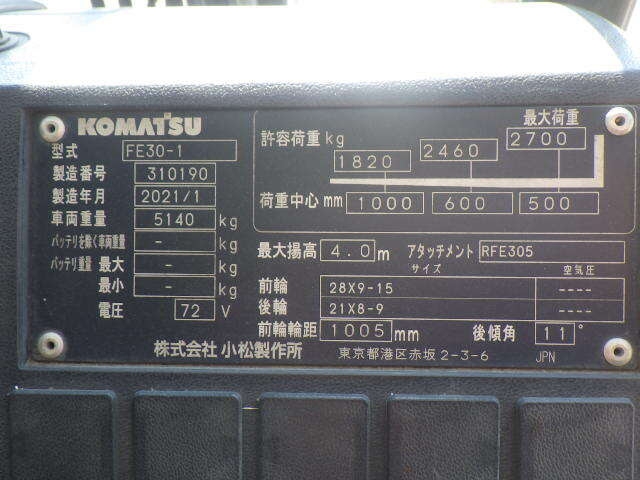 KOMATSU
型式 FE30-1
製造番号 310190
製造年月 2021/1
車両重量 5140 kg
バッテリを除く車両重量 - kg
バッテリ重量 最大 - kg
最小 - kg
電圧 72 V
最大荷重
許容荷重 kg 1820 2460 2700
荷重中心 mm 1000 600 500
最大揚高 4.0 m アタッチメント RFE305
サイズ 空気圧
前輪 28X9-15 ----
後輪 21X8-9 ----
前輪輪距 1005 mm 後傾角 11°
株式会社 小松製作所 東京都港区赤坂 2-3-6 JPN